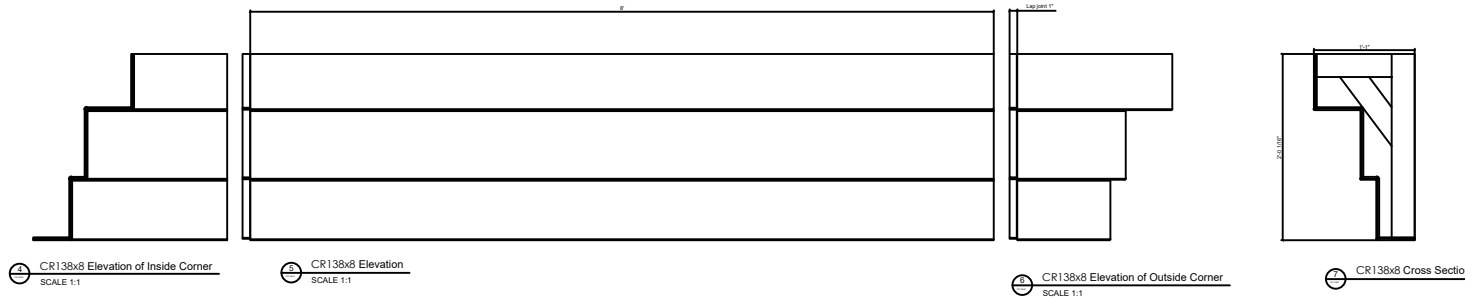 8'
Lap joint 1"
1'-1"
2'-0 1/16"
4
CR138x8 Elevation of Inside Corner
SCALE 1:1
5
CR138x8 Elevation
SCALE 1:1
6
CR138x8 Elevation of Outside Corner
SCALE 1:1
7
CR138x8 Cross Sectio